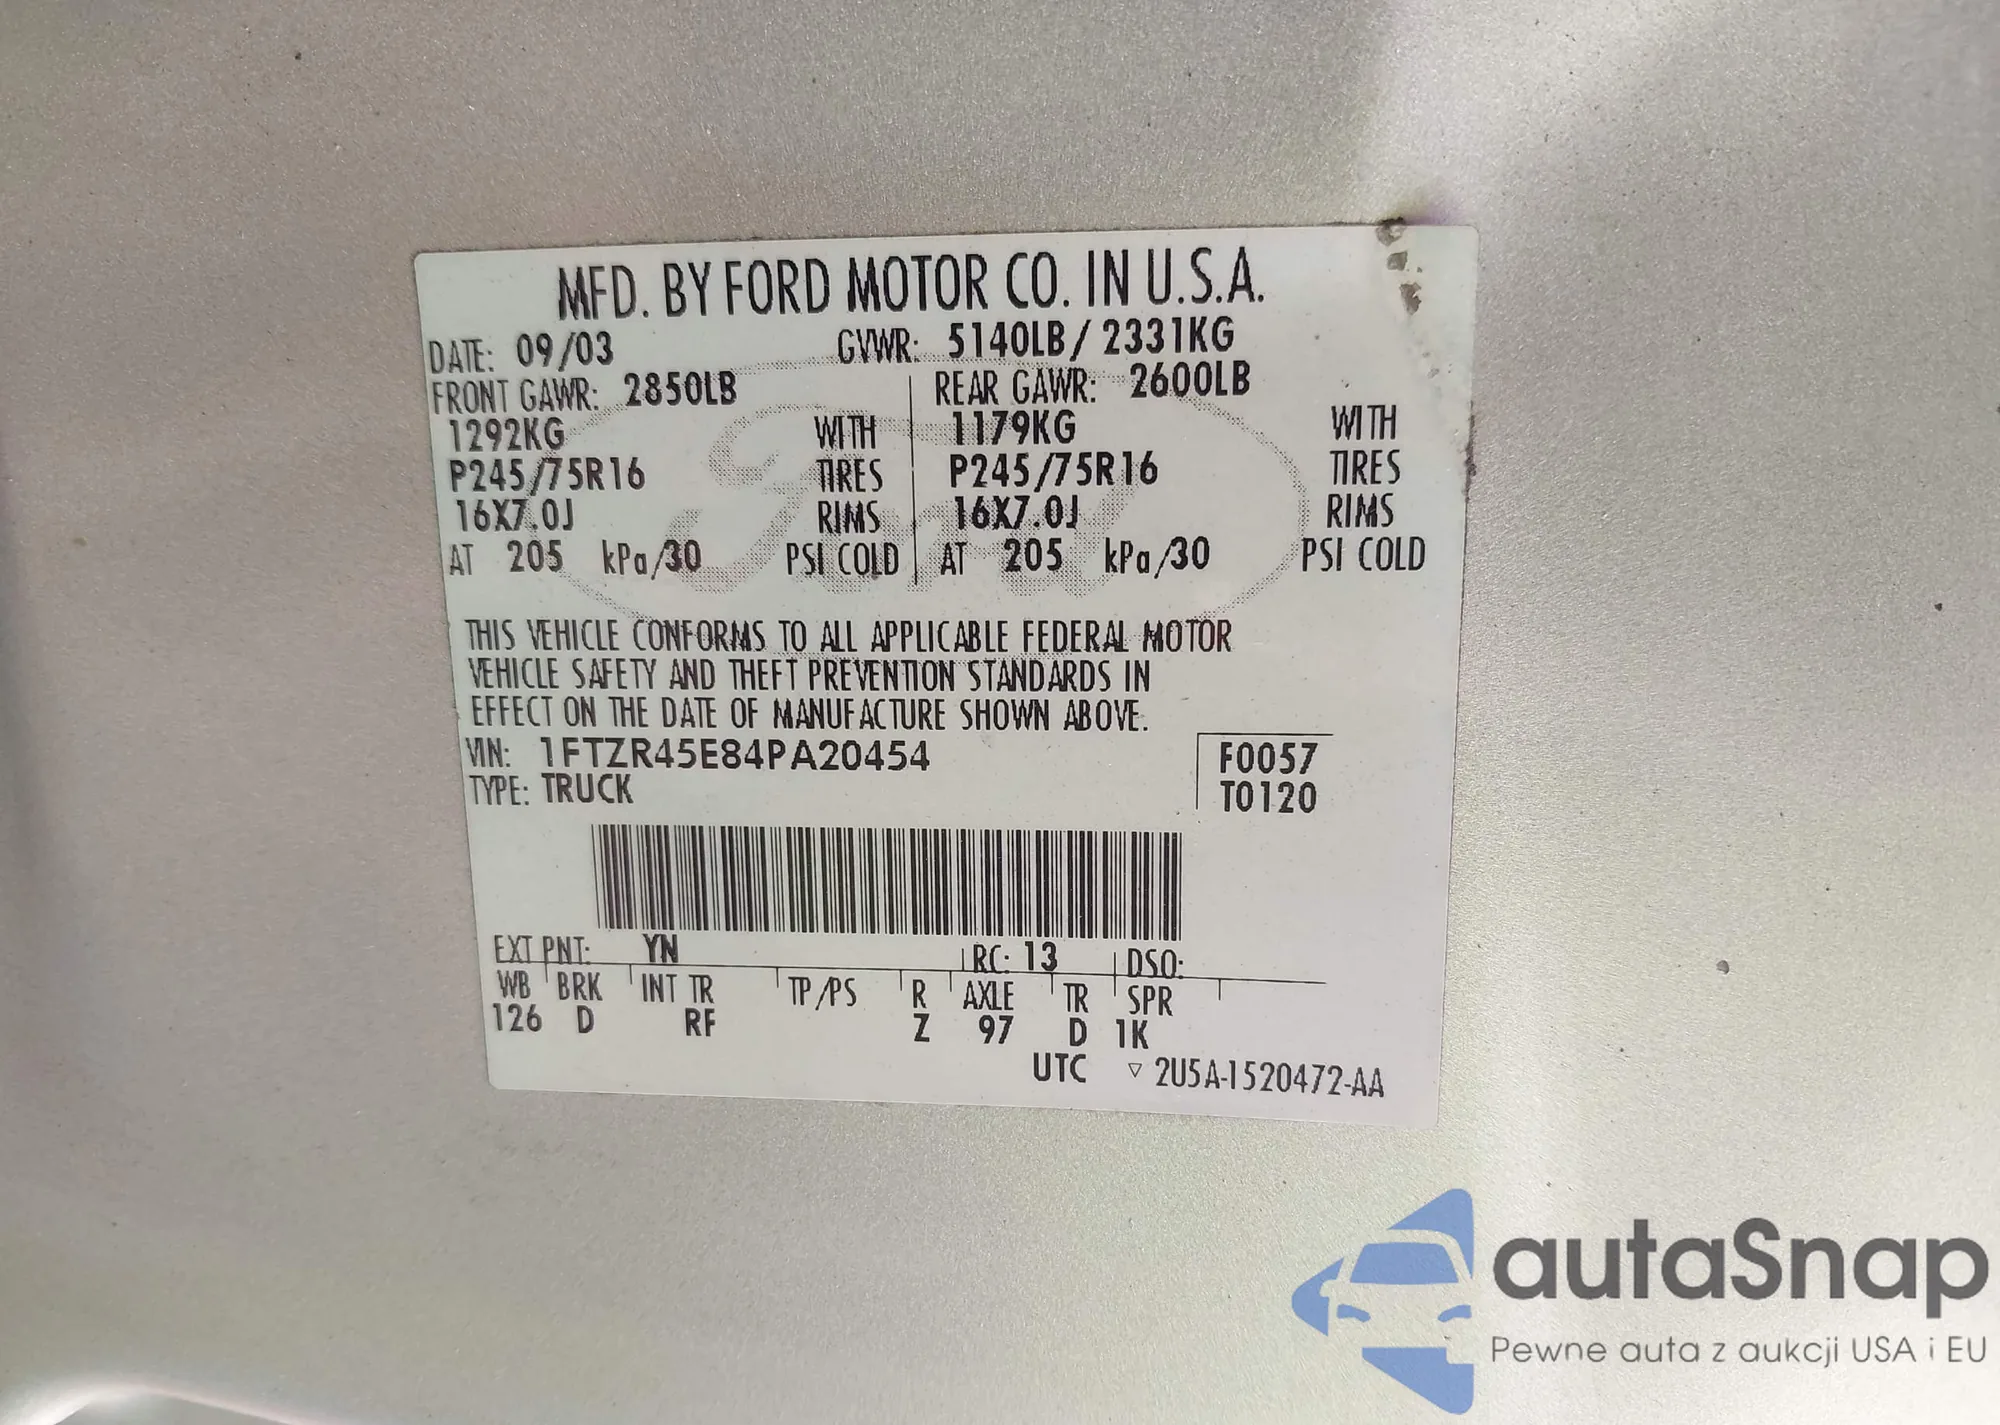 MFD. BY FORD MOTOR CO. IN U.S.A.
DATE: 09/03 GVWR: 5140LB/2331KG
FRONT GAWR: 2850LB REAR GAWR: 2600LB
1292KG WITH 1179KG WITH
P245/75R16 TIRES P245/75R16 TIRES
16X7.0J RIMS 16X7.0J RIMS
AT 205 kPa/30 PSI COLD AT 205 kPa/30 PSI COLD
Ford
THIS VEHICLE CONFORMS TO ALL APPLICABLE FEDERAL MOTOR
VEHICLE SAFETY AND THEFT PREVENTION STANDARDS IN
EFFECT ON THE DATE OF MANUFACTURE SHOWN ABOVE.
VIN: 1FTZR45E84PA20454 F0057
TYPE: TRUCK T0120
EXT PNT: YN RC: 13 DSO:
WB BRK INT TR TP/PS R AXLE TR SPR
126 D RF Z 97 D 1K
UTC ▽ 2U5A-1520472-AA
autaSnap
Pewne auta z aukcji USA i EU